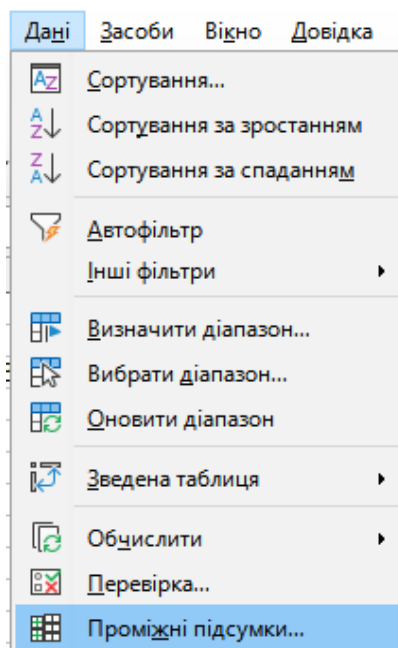 Дані Засоби Вікно Довідка
Сортування...
Сортування за зростанням
Сортування за спаданням
Автофільтр
Інші фільтри
Визначити діапазон...
Вибрати діапазон...
Оновити діапазон
Зведена таблиця
Обчислити
Перевірка...
Проміжні підсумки...